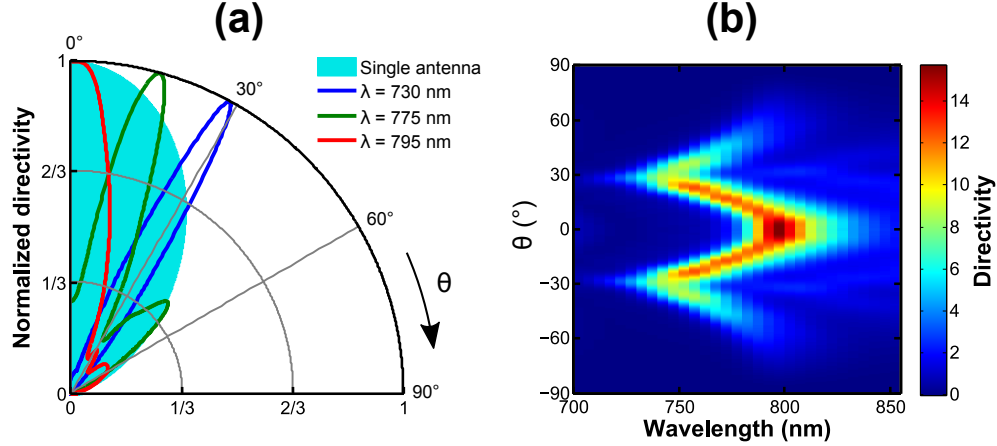 (a)
0°
1
2/3
1/3
0
Normalized directivity
30°
60°
90°
θ
0
1/3
2/3
1
Single antenna
λ = 730 nm
λ = 775 nm
λ = 795 nm
(b)
90
60
30
0
−30
−60
−90
θ (°)
700
750
800
850
Wavelength (nm)
14
12
10
8
6
4
2
0
Directivity